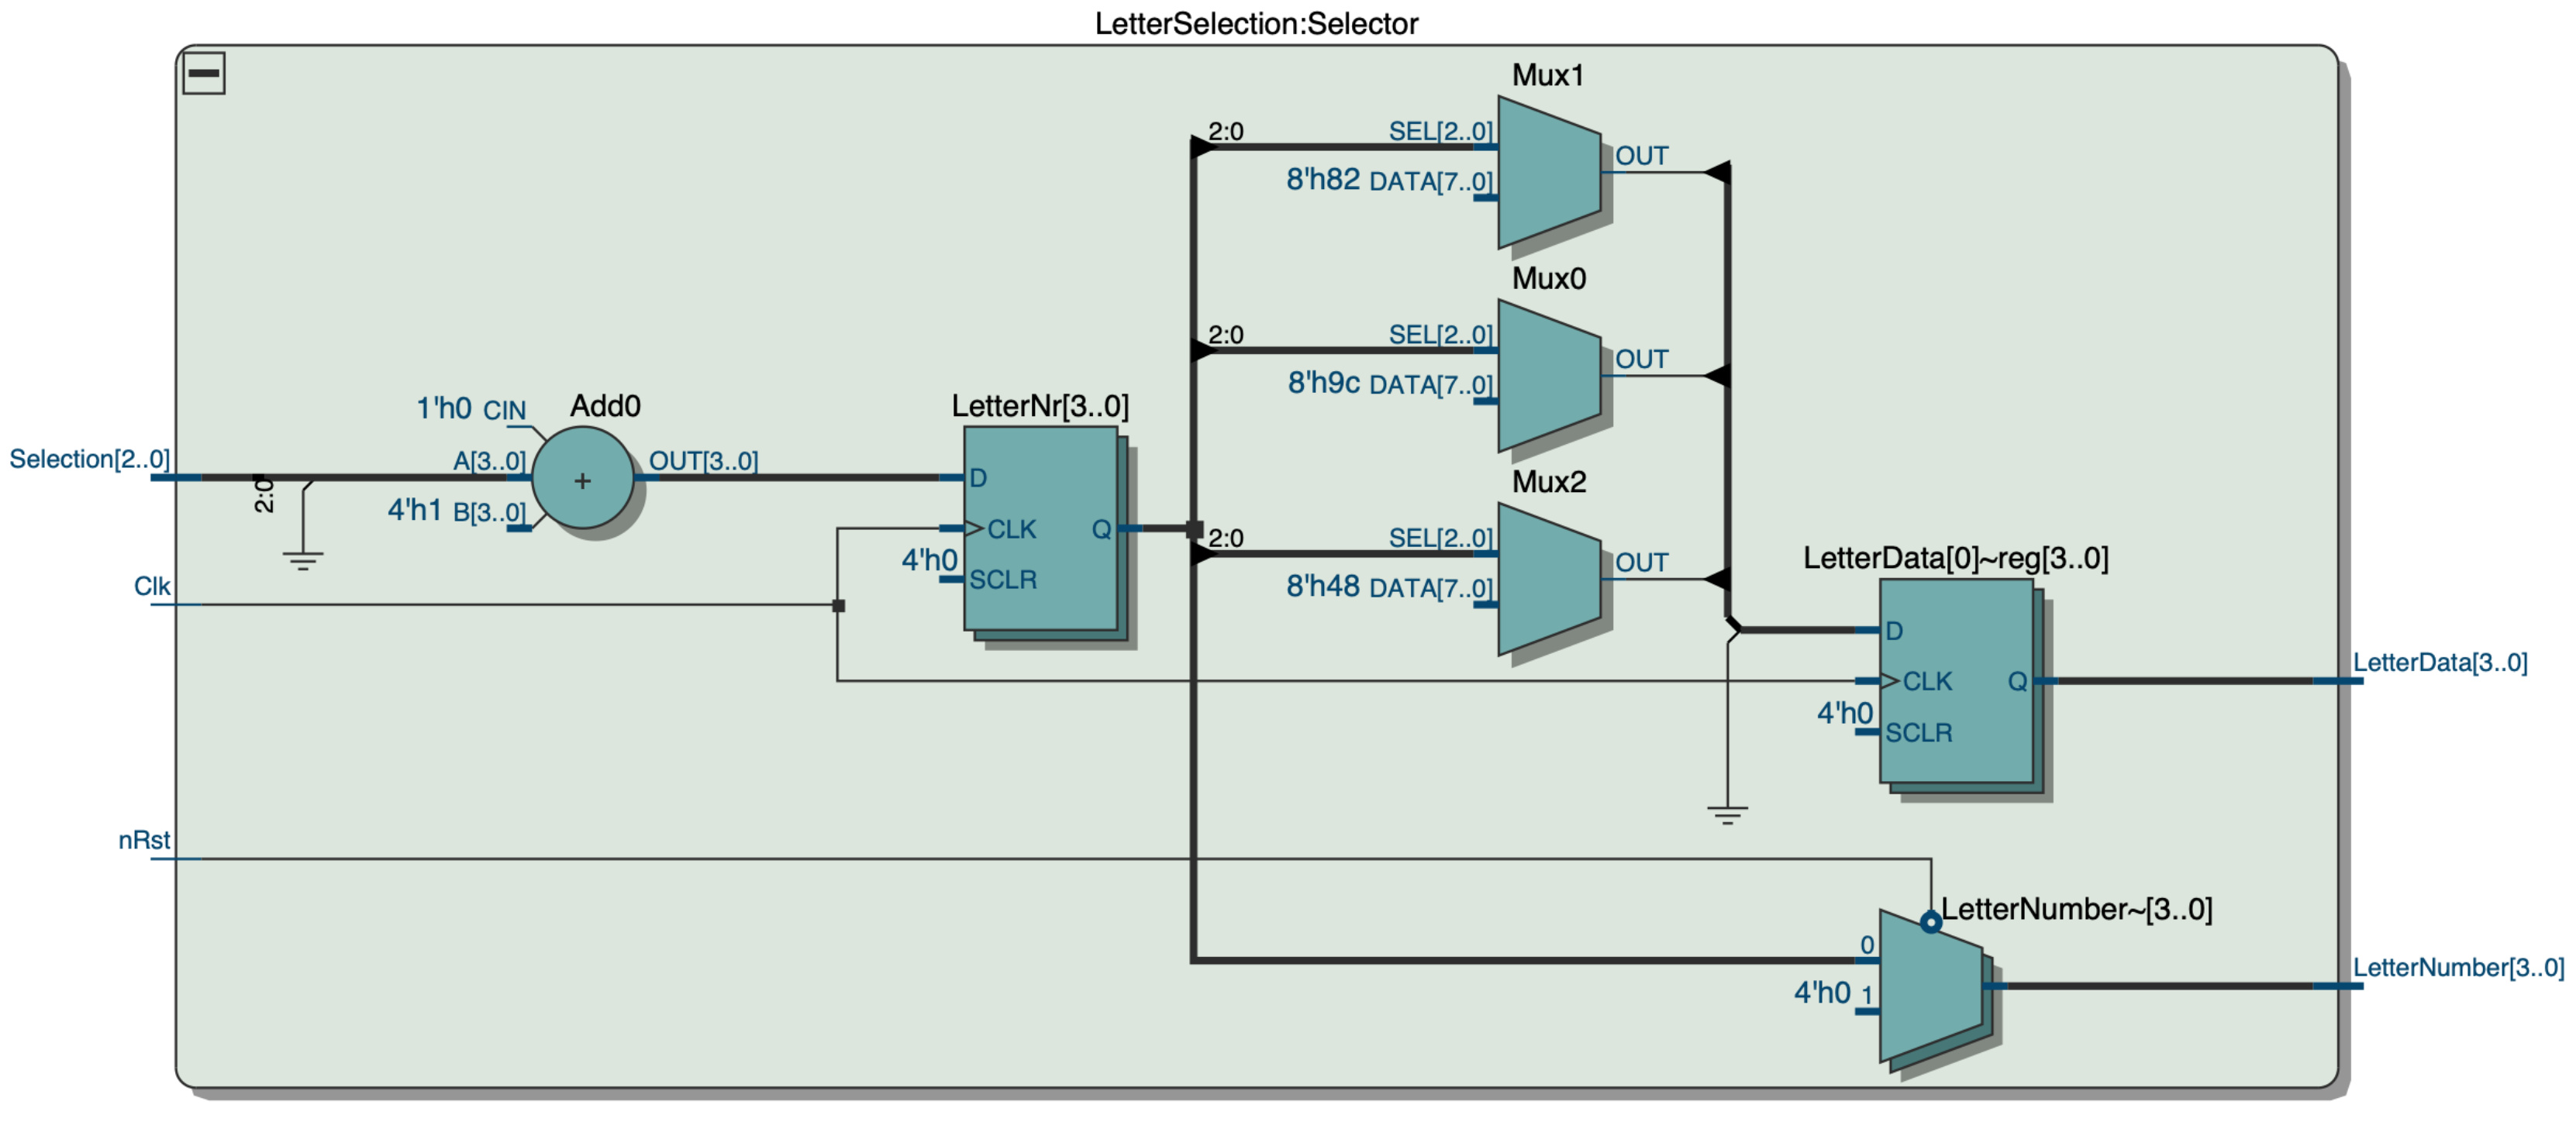 LetterSelection:Selector
Mux1
2:0
SEL[2..0]
8'h82 DATA[7..0]
OUT
Mux0
2:0
SEL[2..0]
8'h9c DATA[7..0]
OUT
Mux2
2:0
SEL[2..0]
8'h48 DATA[7..0]
OUT
1'h0 CIN
Add0
LetterNr[3..0]
Selection[2..0]
2:0
A[3..0]
+
OUT[3..0]
4'h1 B[3..0]
D
CLK
Q
4'h0
SCLR
Clk
LetterData[0]~reg[3..0]
D
CLK
Q
4'h0
SCLR
LetterData[3..0]
nRst
LetterNumber~[3..0]
0
4'h0 1
LetterNumber[3..0]